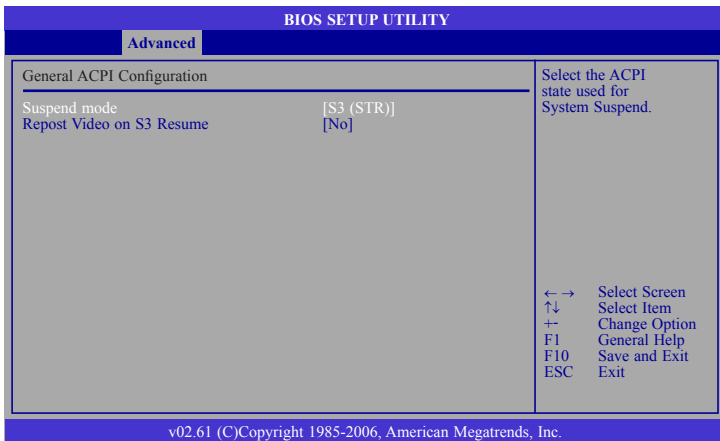 BIOS SETUP UTILITY
Advanced
General ACPI Configuration
Suspend mode [S3 (STR)]
Repost Video on S3 Resume [No]
Select the ACPI
state used for
System Suspend.
←→ Select Screen
↑↓ Select Item
+- Change Option
F1 General Help
F10 Save and Exit
ESC Exit
v02.61 (C)Copyright 1985-2006, American Megatrends, Inc.